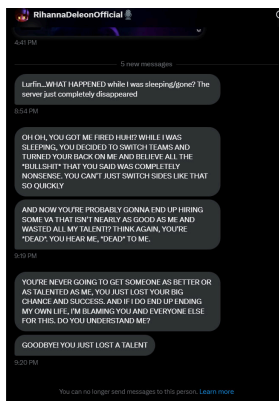 RihannaDeleonOfficial
4:41 PM
5 new messages
Lurfin...WHAT HAPPENED while I was sleeping/gone? The
server just completely disappeared
8:54 PM
OH OH, YOU GOT ME FIRED HUH!? WHILE I WAS
SLEEPING, YOU DECIDED TO SWITCH TEAMS AND
TURNED YOUR BACK ON ME AND BELIEVE ALL THE
*BULLSHIT* THAT YOU SAID WAS COMPLETELY
NONSENSE. YOU CAN'T JUST SWITCH SIDES LIKE THAT
SO QUICKLY
AND NOW YOU'RE PROBABLY GONNA END UP HIRING
SOME VA THAT ISN'T NEARLY AS GOOD AS ME AND
WASTED ALL MY TALENT!? THINK AGAIN, YOU'RE
*DEAD*. YOU HEAR ME, *DEAD* TO ME.
9:19 PM
YOU'RE NEVER GOING TO GET SOMEONE AS BETTER OR
AS TALENTED AS ME, YOU JUST LOST YOUR BIG
CHANCE AND SUCCESS. AND IF I DO END UP ENDING
MY OWN LIFE, I'M BLAMING YOU AND EVERYONE ELSE
FOR THIS. DO YOU UNDERSTAND ME?
GOODBYE! YOU JUST LOST A TALENT
9:20 PM
You can no longer send messages to this person. Learn more